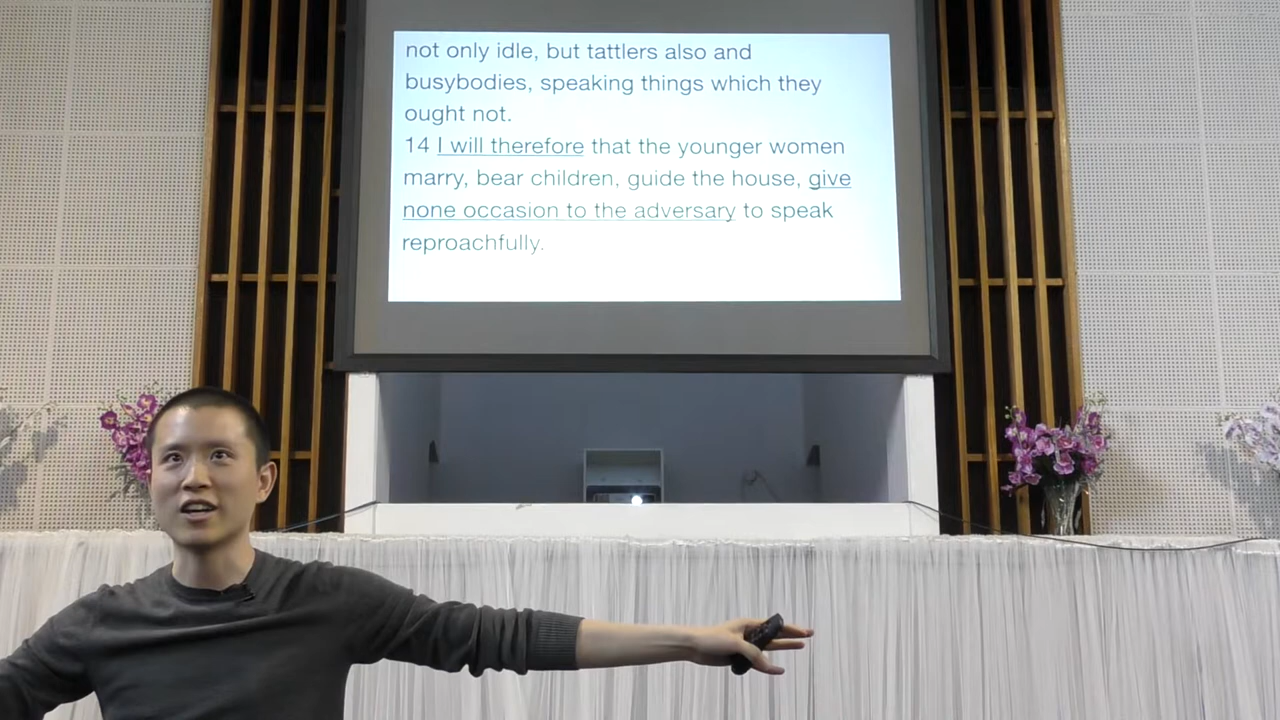 not only idle, but tattlers also and
busybodies, speaking things which they
ought not.
14 I will therefore that the younger women
marry, bear children, guide the house, give
none occasion to the adversary to speak
reproachfully.